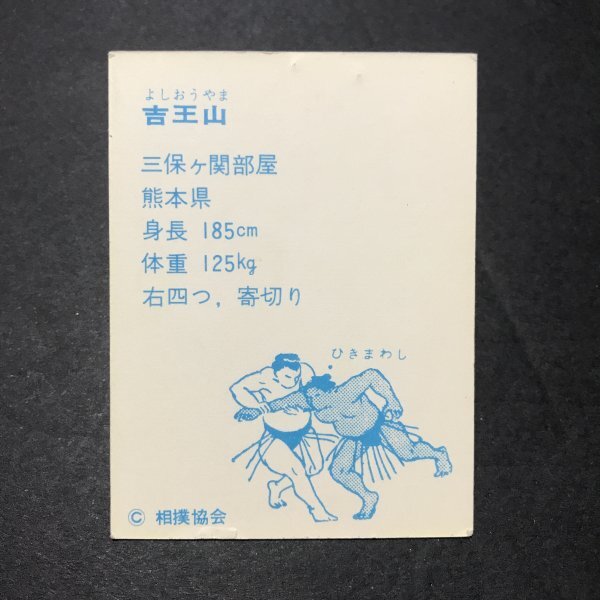 よしおうやま
吉王山
三保ヶ関部屋
熊本県
身長 185cm
体重 125kg
右四つ，寄切り
ひきまわし
© 相撲協会